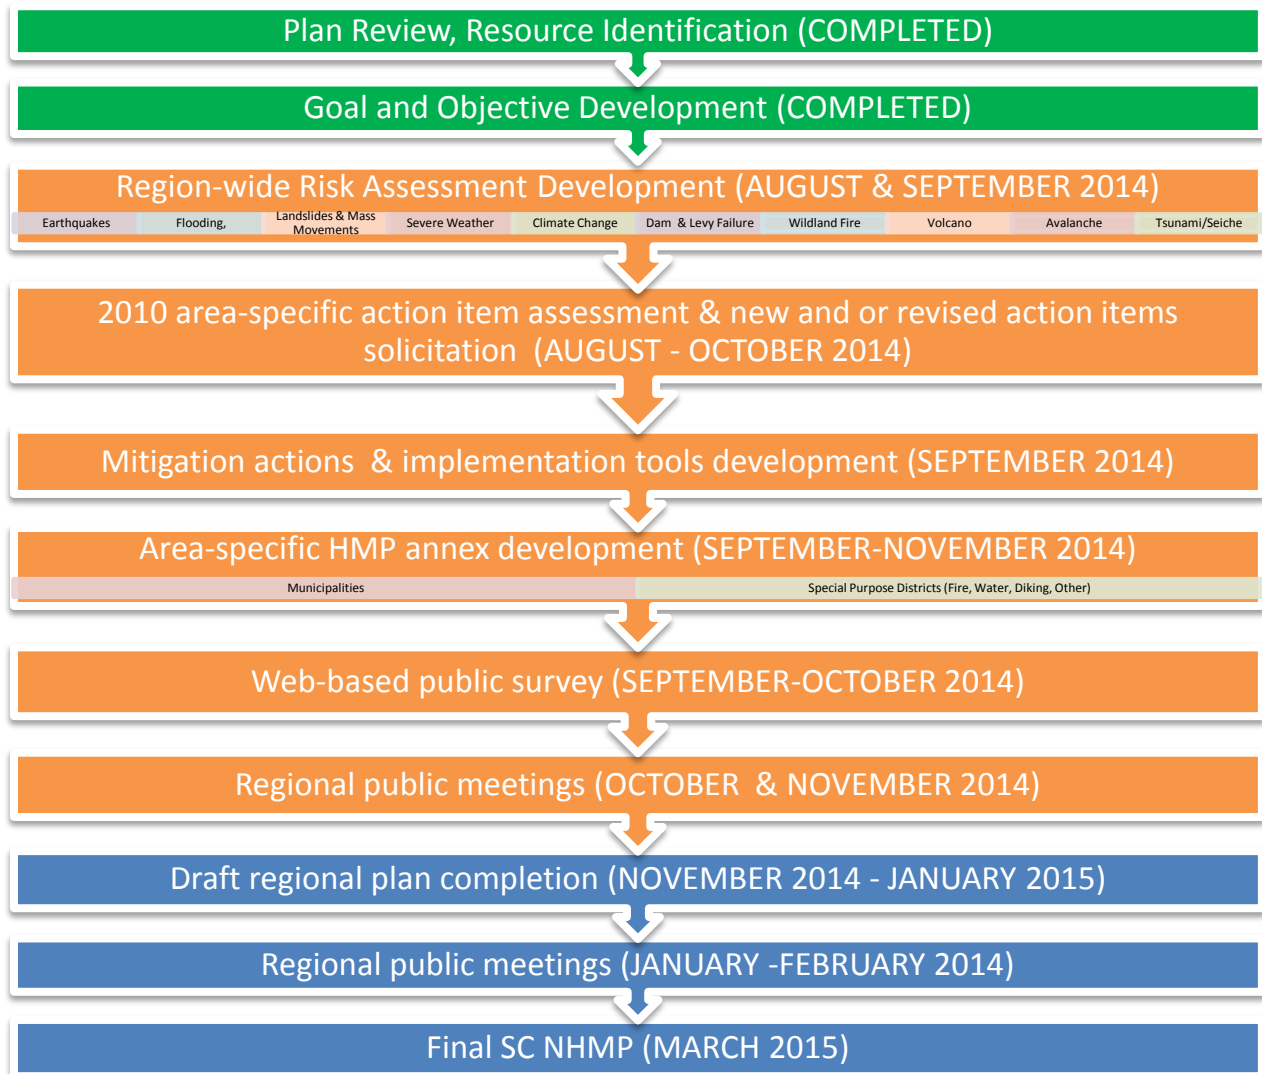 Plan Review, Resource Identification (COMPLETED)
Goal and Objective Development (COMPLETED)
Region-wide Risk Assessment Development (AUGUST & SEPTEMBER 2014)
Earthquakes
Flooding,
Landslides & Mass
Movements
Severe Weather
Climate Change
Dam & Levy Failure
Wildland Fire
Volcano
Avalanche
Tsunami/Seiche
2010 area-specific action item assessment & new and or revised action items
solicitation (AUGUST - OCTOBER 2014)
Mitigation actions & implementation tools development (SEPTEMBER 2014)
Area-specific HMP annex development (SEPTEMBER-NOVEMBER 2014)
Municipalities
Special Purpose Districts (Fire, Water, Diking, Other)
Web-based public survey (SEPTEMBER-OCTOBER 2014)
Regional public meetings (OCTOBER & NOVEMBER 2014)
Draft regional plan completion (NOVEMBER 2014 - JANUARY 2015)
Regional public meetings (JANUARY -FEBRUARY 2014)
Final SC NHMP (MARCH 2015)